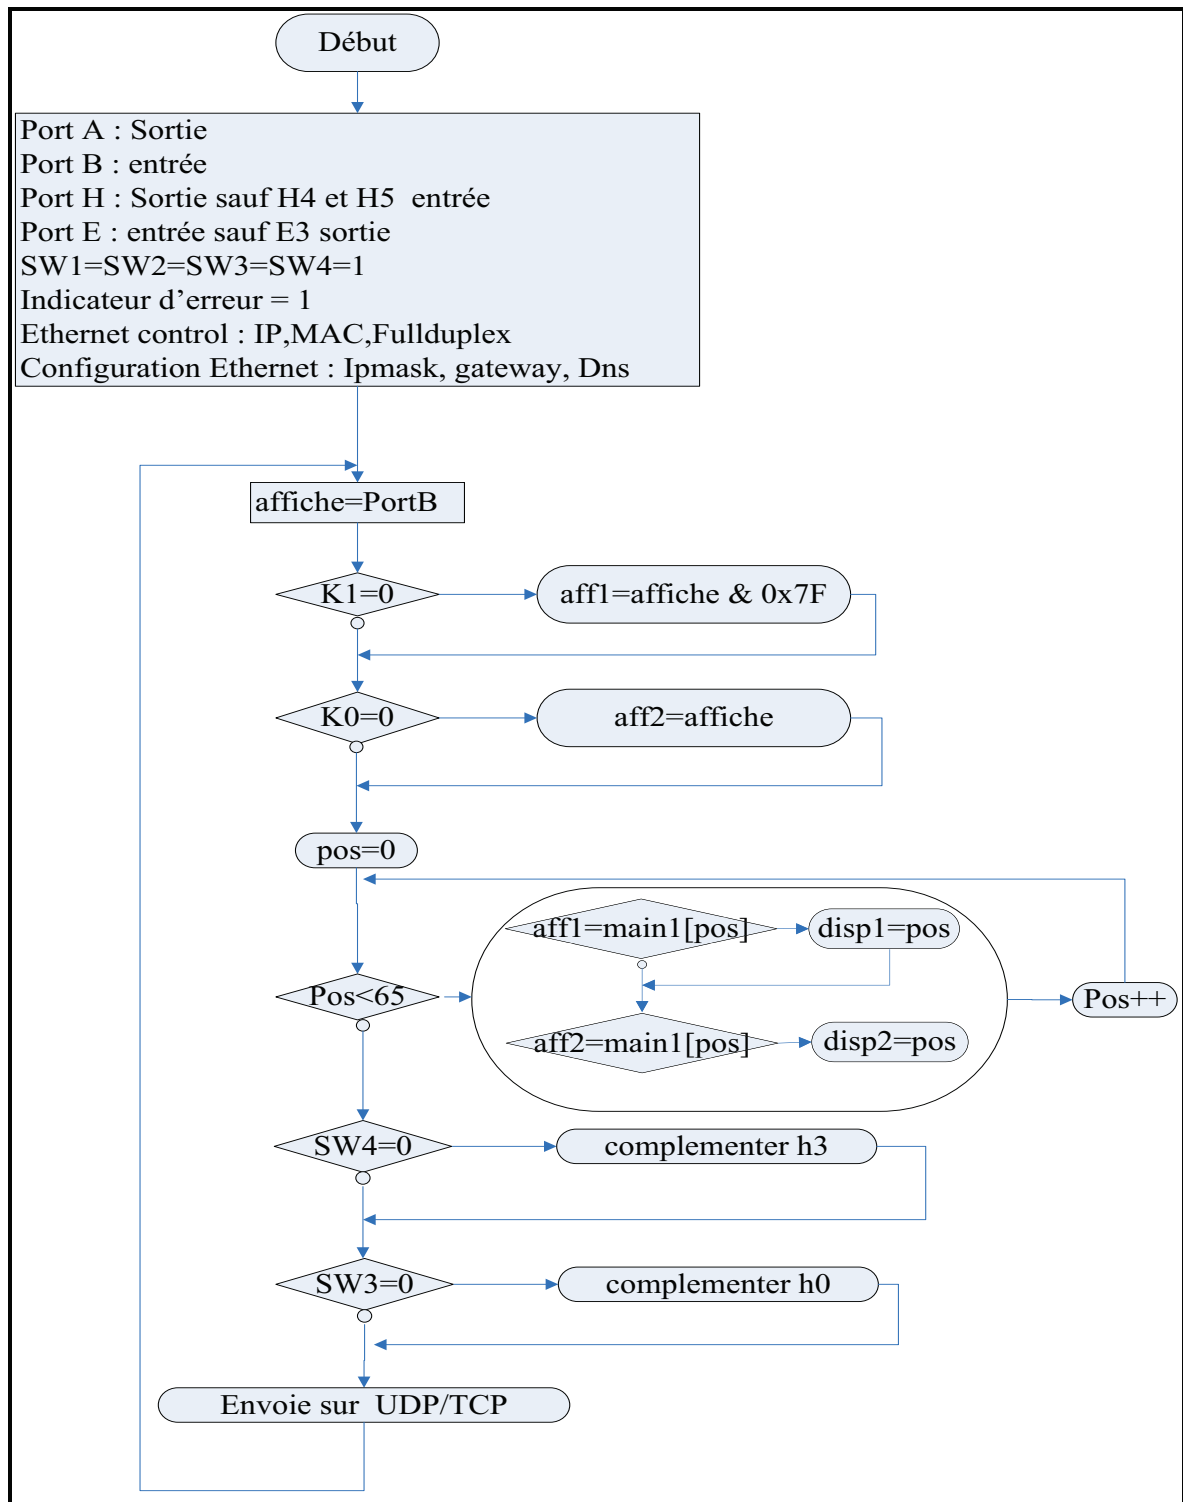 Début
Port A : Sortie
Port B : entrée
Port H : Sortie sauf H4 et H5 entrée
Port E : entrée sauf E3 sortie
SW1=SW2=SW3=SW4=1
Indicateur d'erreur = 1
Ethernet control : IP,MAC,Fullduplex
Configuration Ethernet : Ipmask, gateway, Dns
affiche=PortB
K1=0
aff1=affiche & 0x7F
K0=0
aff2=affiche
pos=0
aff1=main1[pos]
disp1=pos
Pos<65
Pos++
aff2=main1[pos]
disp2=pos
SW4=0
complementer h3
SW3=0
complementer h0
Envoie sur UDP/TCP